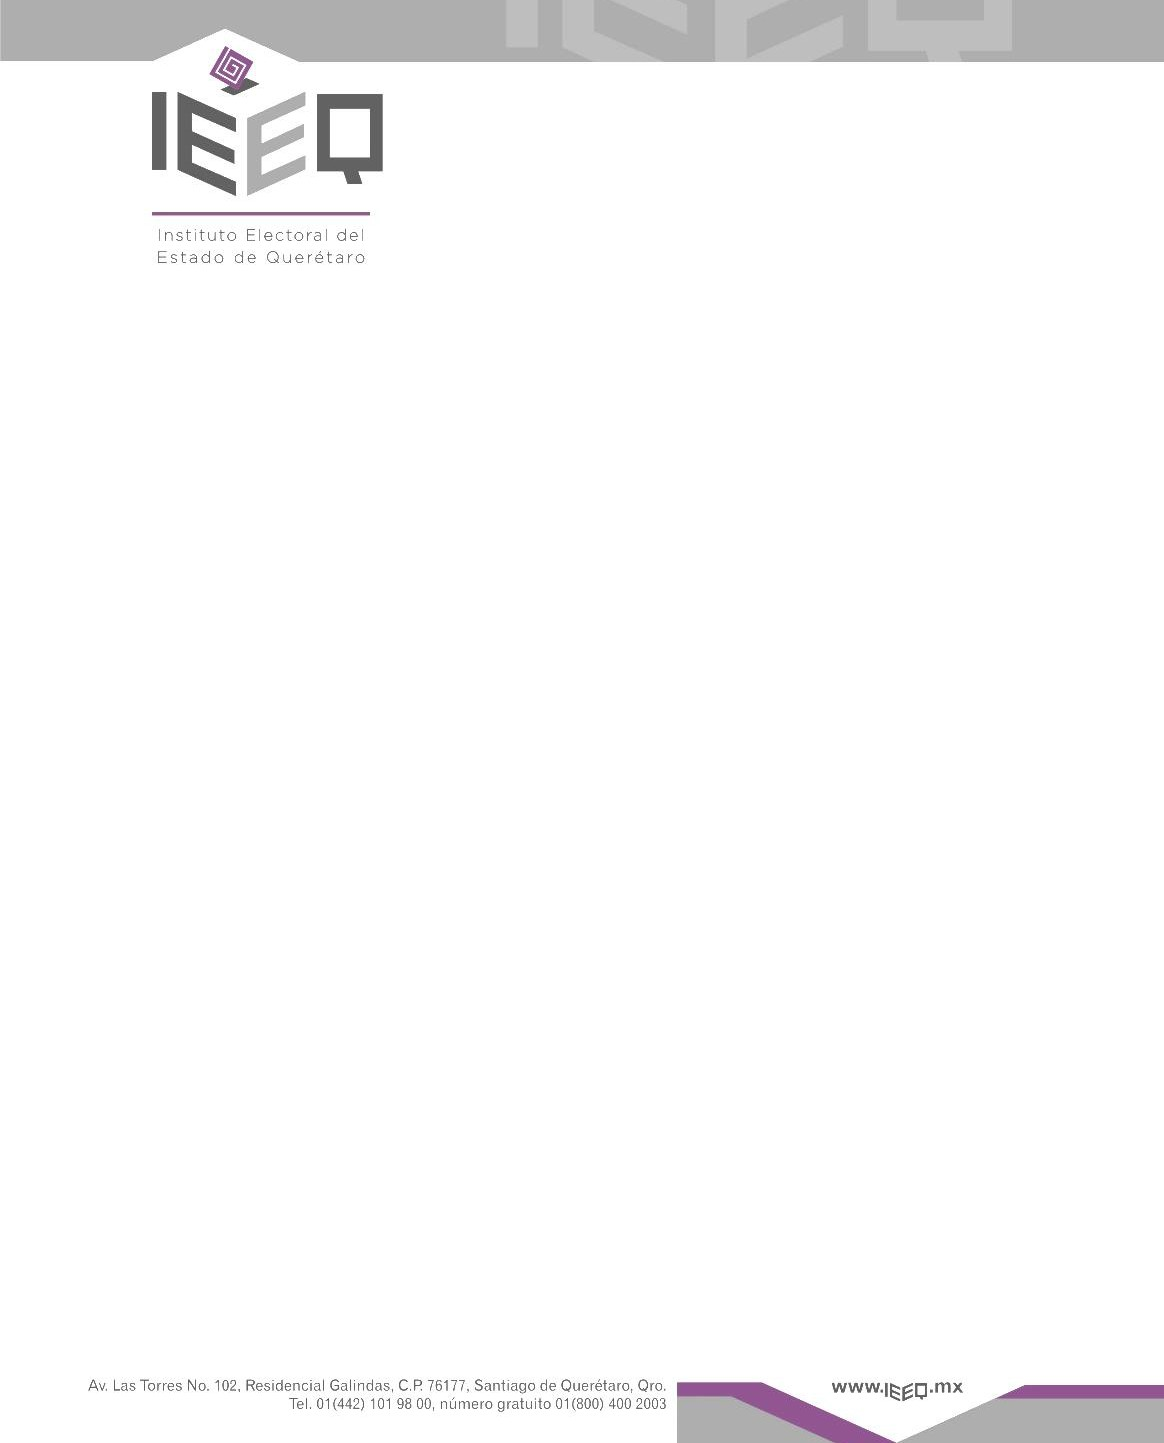 IEEQ
IEEQ
Instituto Electoral del
Estado de Querétaro
Av. Las Torres No. 102, Residencial Galindas, C.P. 76177, Santiago de Querétaro, Qro.
Tel. 01(442) 101 98 00, número gratuito 01(800) 400 2003
www.IEEQ.mx